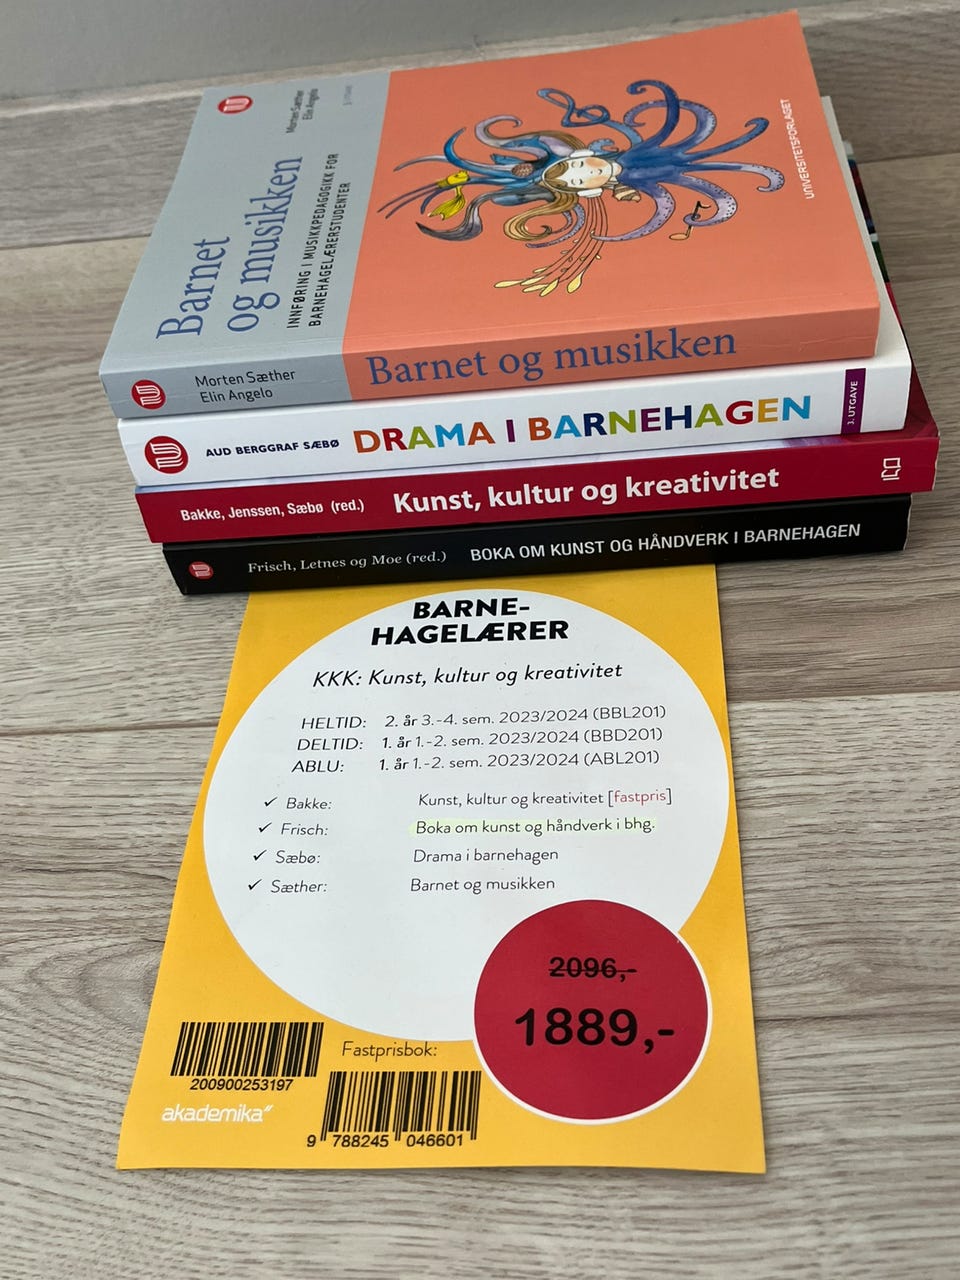 Barnet
og musikken
INNFØRING I MUSIKKPEDAGOGIKK FOR
BARNEHAGELÆRERSTUDENTER
Morten Sæther
Elin Angelo
UNIVERSITETSFORLAGET
Morten Sæther
Elin Angelo
Barnet og musikken
AUD BERGGRAF SÆBØ DRAMA I BARNEHAGEN 3. UTGAVE
Bakke, Jenssen, Sæbø (red.) Kunst, kultur og kreativitet
Frisch, Letnes og Moe (red.) BOKA OM KUNST OG HÅNDVERK I BARNEHAGEN
BARNE-
HAGELÆRER
KKK: Kunst, kultur og kreativitet
HELTID: 2. år 3.-4. sem. 2023/2024 (BBL201)
DELTID: 1. år 1.-2. sem. 2023/2024 (BBD201)
ABLU: 1. år 1.-2. sem. 2023/2024 (ABL201)
✓ Bakke: Kunst, kultur og kreativitet [fastpris]
✓ Frisch: Boka om kunst og håndverk i bhg.
✓ Sæbø: Drama i barnehagen
✓ Sæther: Barnet og musikken
2096,-
1889,-
Fastprisbok:
200900253197
akademika
9 788245 046601